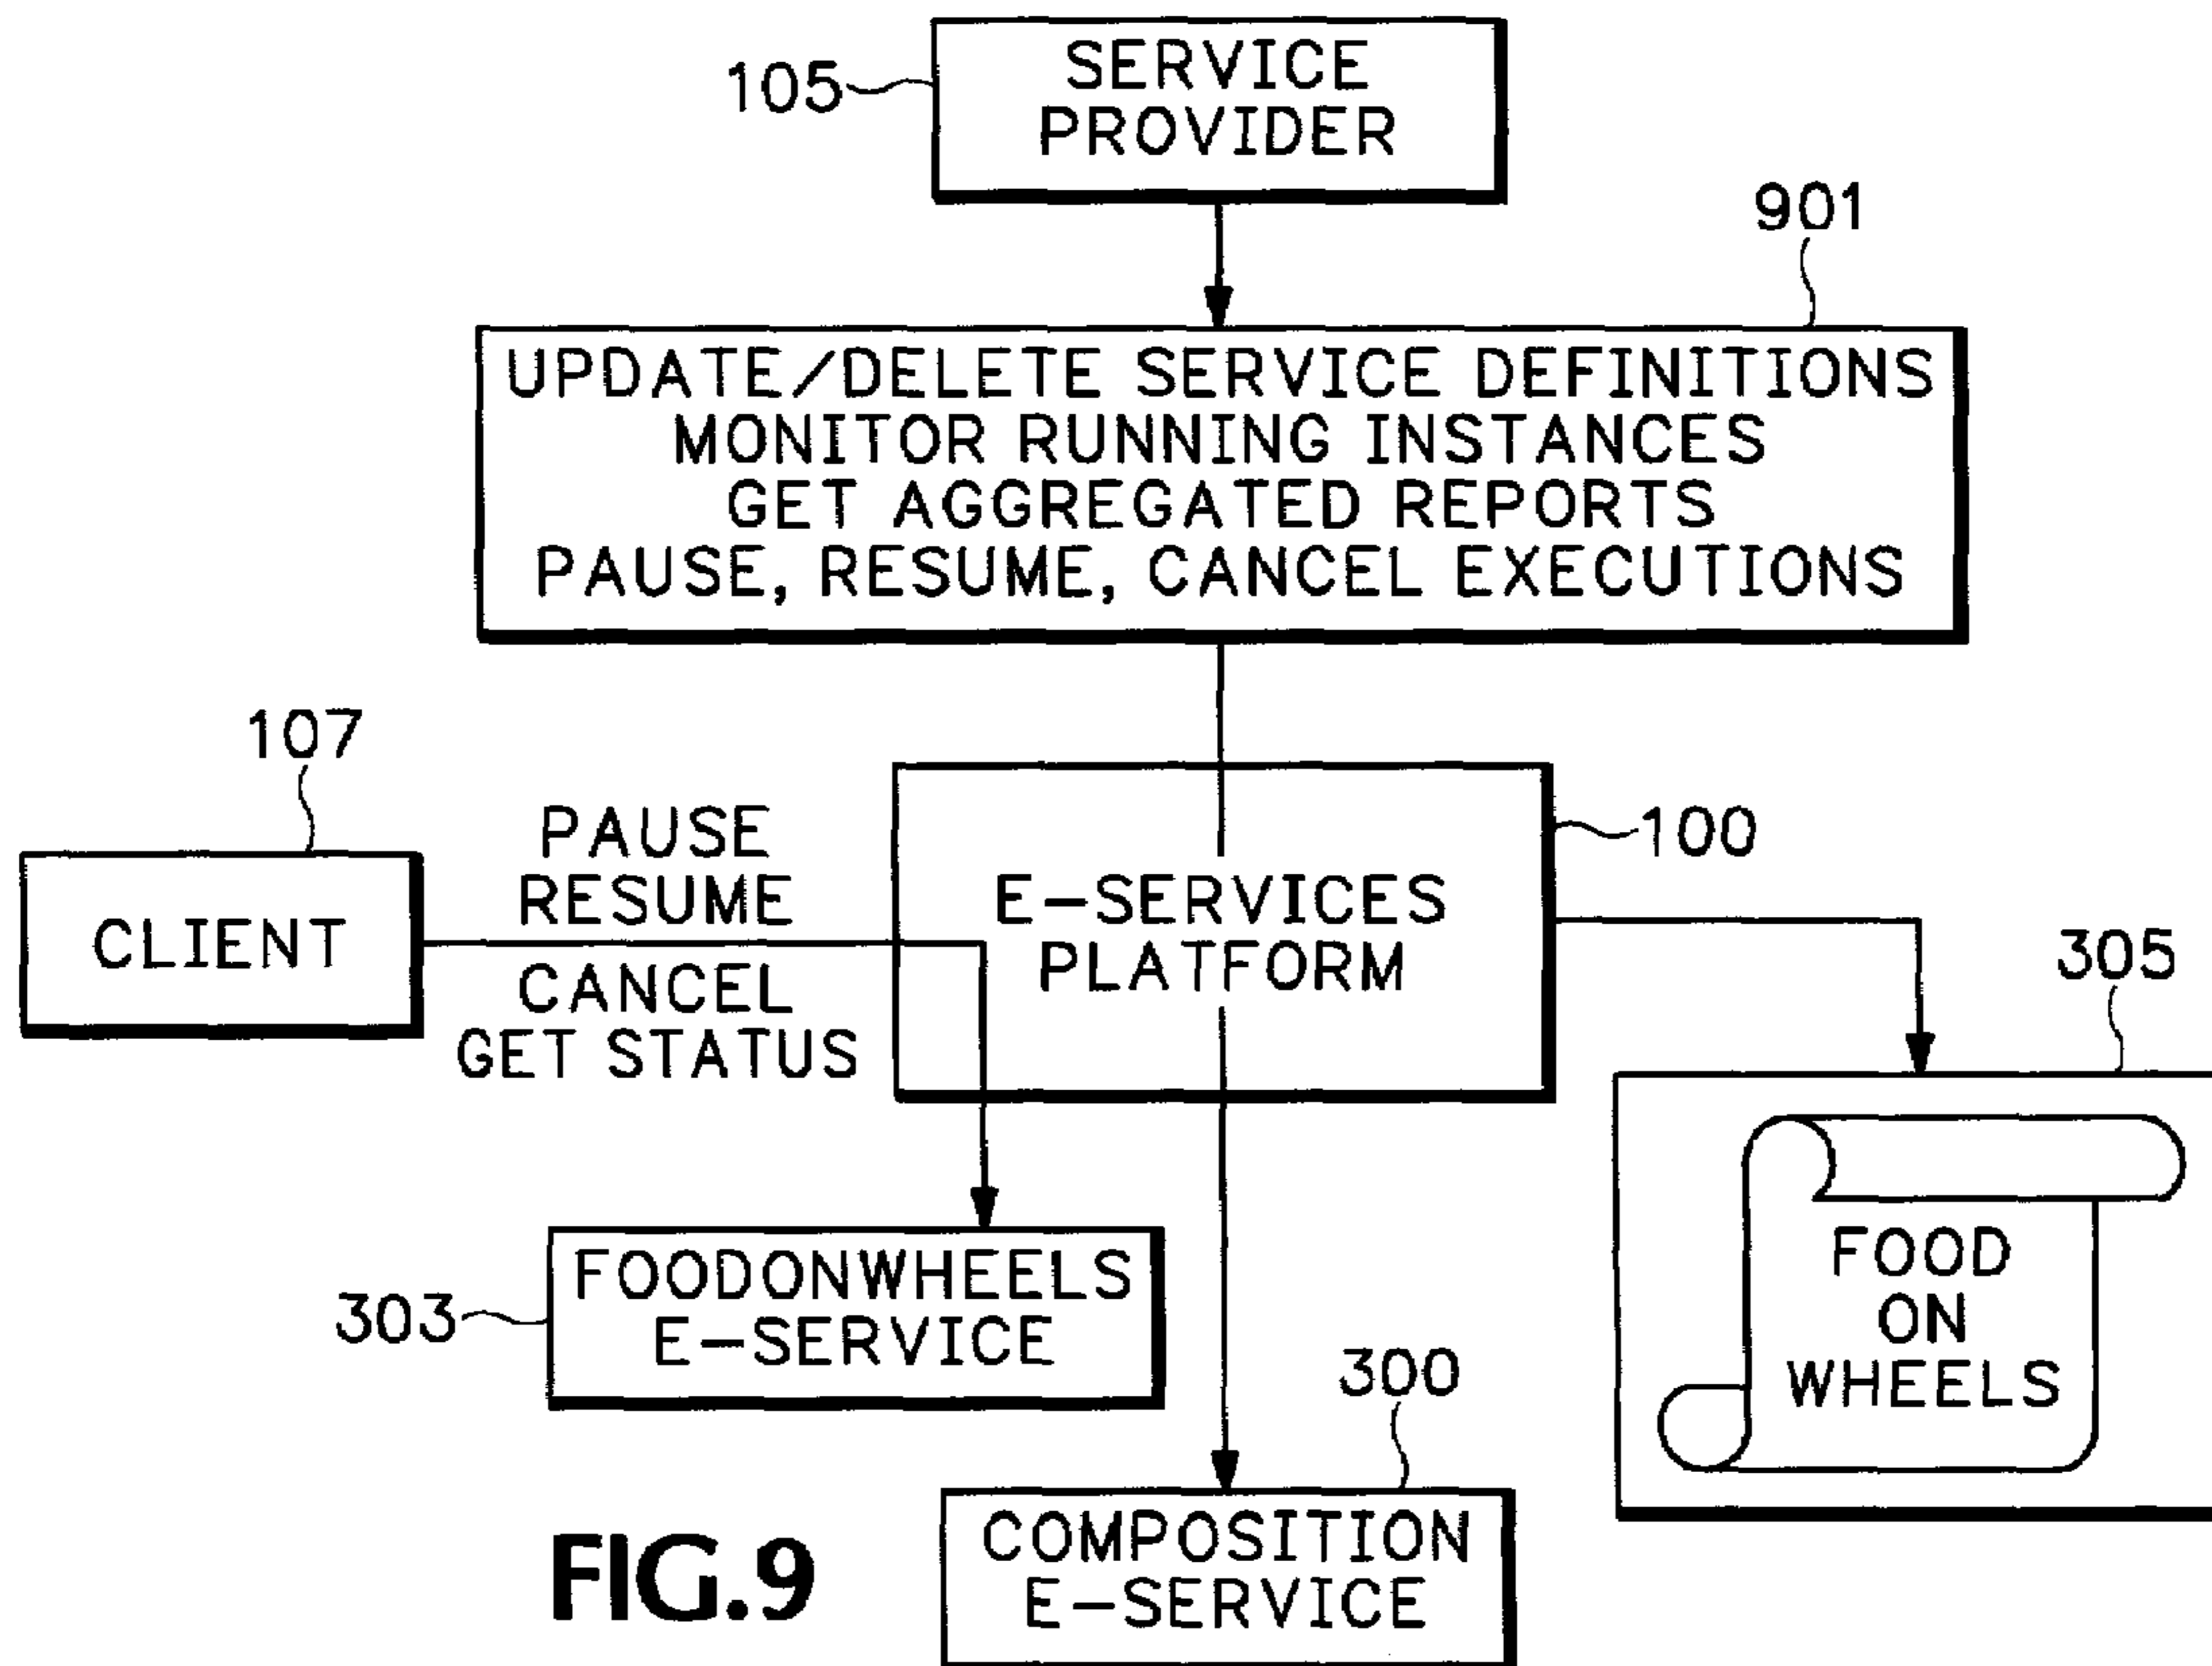 105
SERVICE
PROVIDER
901
UPDATE/DELETE SERVICE DEFINITIONS
MONITOR RUNNING INSTANCES
GET AGGREGATED REPORTS
PAUSE, RESUME, CANCEL EXECUTIONS
107
CLIENT
PAUSE
RESUME
CANCEL
GET STATUS
E-SERVICES
PLATFORM
100
305
FOOD
ON
WHEELS
303
FOODONWHEELS
E-SERVICE
300
COMPOSITION
E-SERVICE
FIG.9